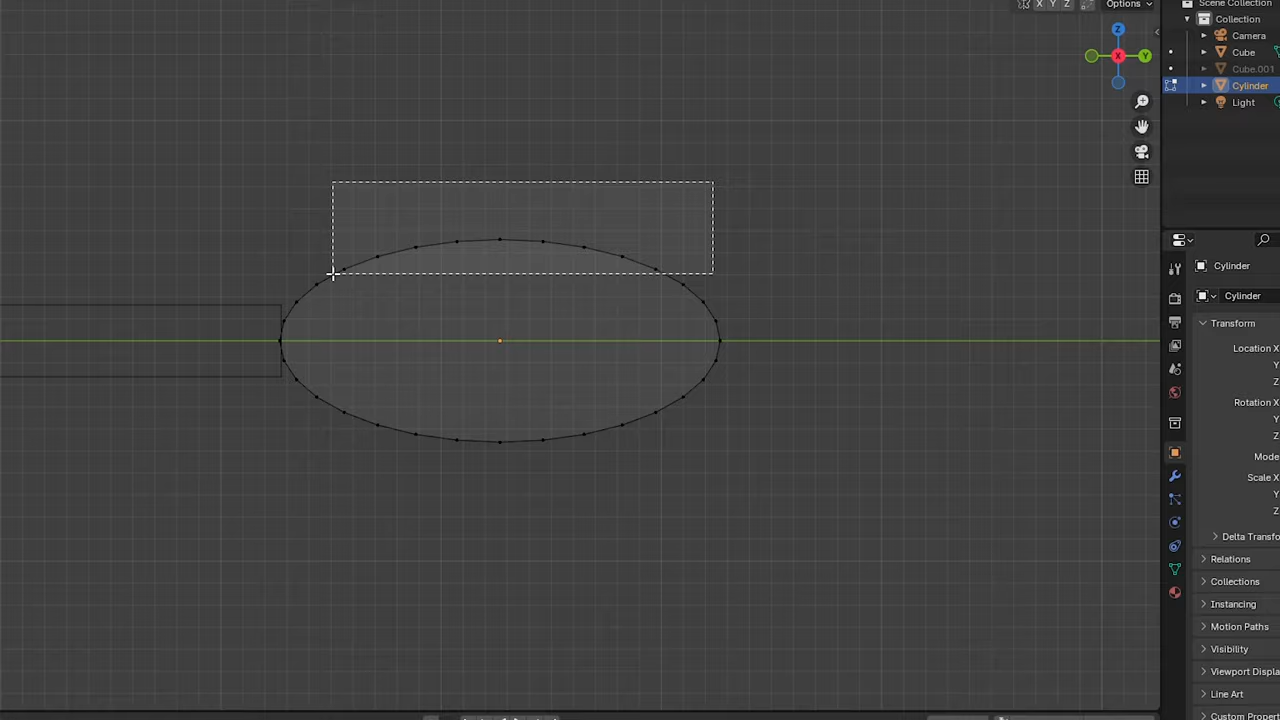 X Y Z Options
Scene Collection
Collection
Camera
Cube
Cube.001
Cylinder
Light
Z
X
Y
Cylinder
Cylinder
Transform
Location X
Y
Z
Rotation X
Y
Z
Mode
Scale X
Y
Z
Delta Transfo
Relations
Collections
Instancing
Motion Paths
Visibility
Viewport Displa
Line Art
Custom Proper